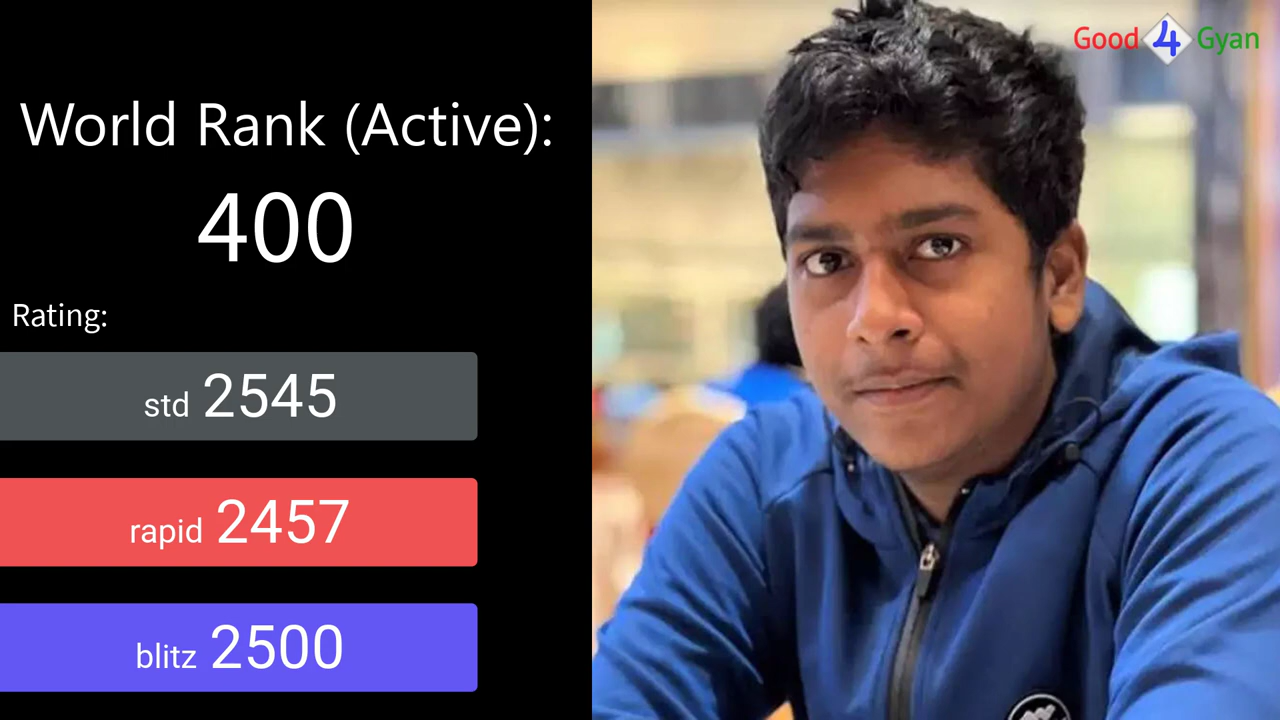 World Rank (Active):
400
Rating:
std 2545
rapid 2457
blitz 2500
Good 4 Gyan